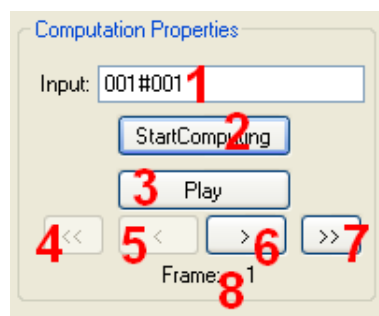 Computation Properties
Input: 001#001 1
StartComputing 2
3 Play
4 << 5 < > 6 >> 7
Frame: 1
8